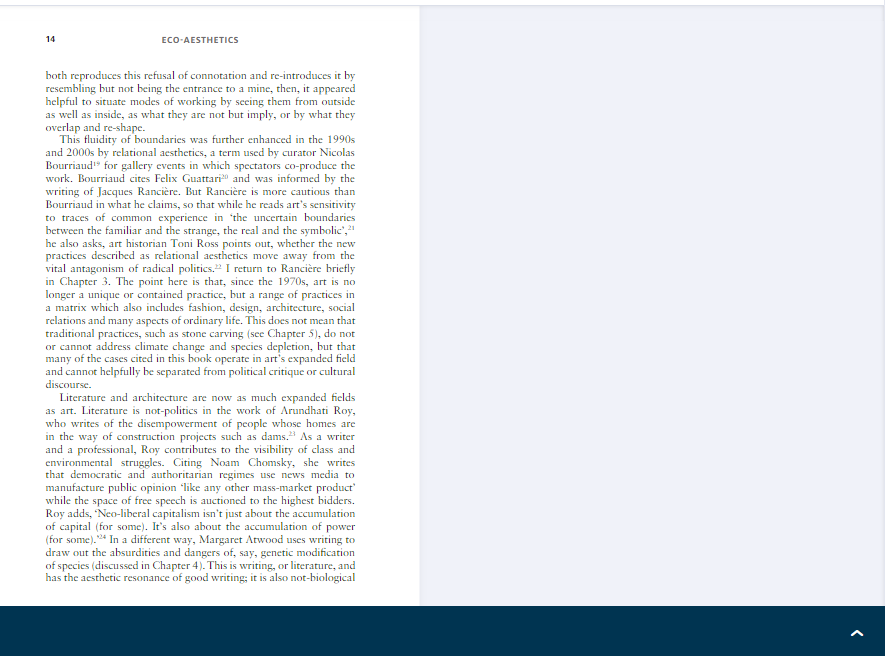 14
ECO-AESTHETICS
both reproduces this refusal of connotation and re-introduces it by
resembling but not being the entrance to a mine, then, it appeared
helpful to situate modes of working by seeing them from outside
as well as inside, as what they are not but imply, or by what they
overlap and re-shape.
This fluidity of boundaries was further enhanced in the 1990s
and 2000s by relational aesthetics, a term used by curator Nicolas
Bourriaud¹⁹ for gallery events in which spectators co-produce the
work. Bourriaud cites Felix Guattari²⁰ and was informed by the
writing of Jacques Rancière. But Rancière is more cautious than
Bourriaud in what he claims, so that while he reads art's sensitivity
to traces of common experience in ‘the uncertain boundaries
between the familiar and the strange, the real and the symbolic’,²¹
he also asks, art historian Toni Ross points out, whether the new
practices described as relational aesthetics move away from the
vital antagonism of radical politics.²² I return to Rancière briefly
in Chapter 3. The point here is that, since the 1970s, art is no
longer a unique or contained practice, but a range of practices in
a matrix which also includes fashion, design, architecture, social
relations and many aspects of ordinary life. This does not mean that
traditional practices, such as stone carving (see Chapter 5), do not
or cannot address climate change and species depletion, but that
many of the cases cited in this book operate in art's expanded field
and cannot helpfully be separated from political critique or cultural
discourse.
Literature and architecture are now as much expanded fields
as art. Literature is not-politics in the work of Arundhati Roy,
who writes of the disempowerment of people whose homes are
in the way of construction projects such as dams.²³ As a writer
and a professional, Roy contributes to the visibility of class and
environmental struggles. Citing Noam Chomsky, she writes
that democratic and authoritarian regimes use news media to
manufacture public opinion ‘like any other mass-market product’
while the space of free speech is auctioned to the highest bidders.
Roy adds, ‘Neo-liberal capitalism isn't just about the accumulation
of capital (for some). It's also about the accumulation of power
(for some).’²⁴ In a different way, Margaret Atwood uses writing to
draw out the absurdities and dangers of, say, genetic modification
of species (discussed in Chapter 4). This is writing, or literature, and
has the aesthetic resonance of good writing; it is also not-biological